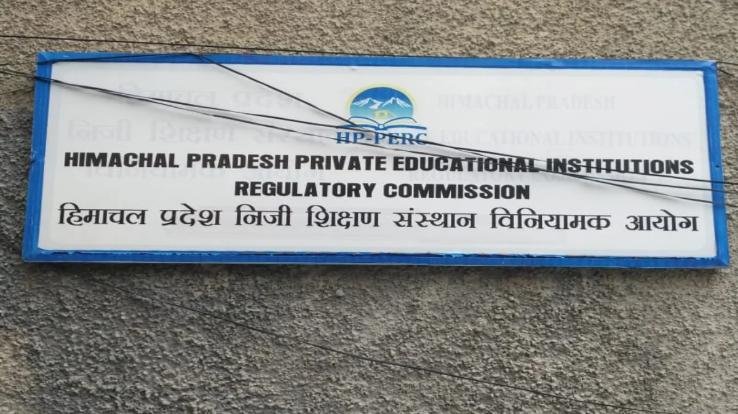 HP-PERC
HIMACHAL PRADESH PRIVATE EDUCATIONAL INSTITUTIONS
REGULATORY COMMISSION
हिमाचल प्रदेश निजी शिक्षण संस्थान विनियामक आयोग